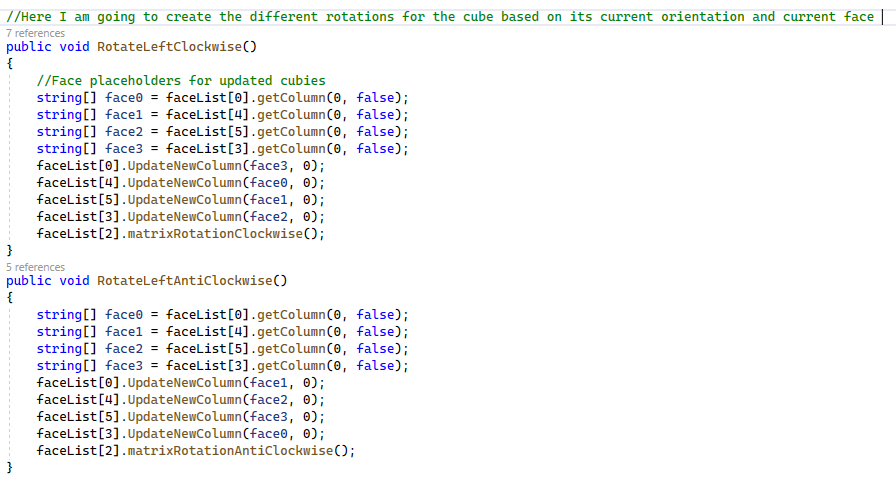 //Here I am going to create the different rotations for the cube based on its current orientation and current face
7 references
public void RotateLeftClockwise()
{
//Face placeholders for updated cubies
string[] face0 = faceList[0].getColumn(0, false);
string[] face1 = faceList[4].getColumn(0, false);
string[] face2 = faceList[5].getColumn(0, false);
string[] face3 = faceList[3].getColumn(0, false);
faceList[0].UpdateNewColumn(face3, 0);
faceList[4].UpdateNewColumn(face0, 0);
faceList[5].UpdateNewColumn(face1, 0);
faceList[3].UpdateNewColumn(face2, 0);
faceList[2].matrixRotationClockwise();
}
5 references
public void RotateLeftAntiClockwise()
{
string[] face0 = faceList[0].getColumn(0, false);
string[] face1 = faceList[4].getColumn(0, false);
string[] face2 = faceList[5].getColumn(0, false);
string[] face3 = faceList[3].getColumn(0, false);
faceList[0].UpdateNewColumn(face1, 0);
faceList[4].UpdateNewColumn(face2, 0);
faceList[5].UpdateNewColumn(face3, 0);
faceList[3].UpdateNewColumn(face0, 0);
faceList[2].matrixRotationAntiClockwise();
}